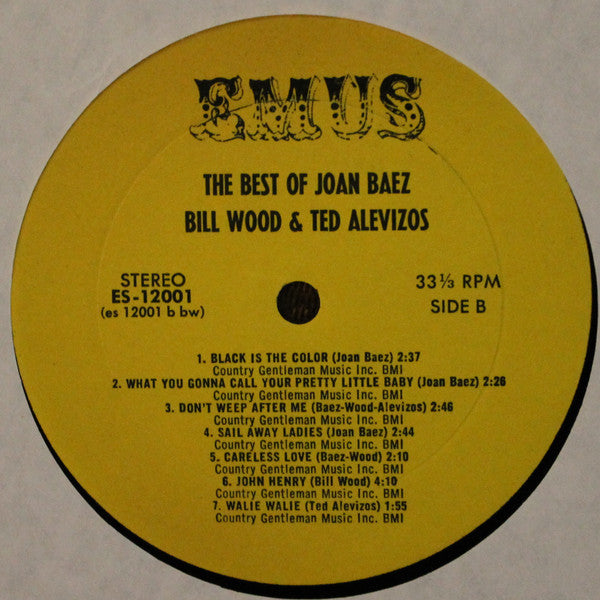 EMUS
THE BEST OF JOAN BAEZ
BILL WOOD & TED ALEVIZOS
STEREO
ES-12001
(es 12001 b bw)
33⅓ RPM
SIDE B
1. BLACK IS THE COLOR (Joan Baez) 2:37
Country Gentleman Music Inc. BMI
2. WHAT YOU GONNA CALL YOUR PRETTY LITTLE BABY (Joan Baez) 2:26
Country Gentleman Music Inc. BMI
3. DON'T WEEP AFTER ME (Baez-Wood-Alevizos) 2:46
Country Gentleman Music Inc. BMI
4. SAIL AWAY LADIES (Joan Baez) 2:44
Country Gentleman Music Inc. BMI
5. CARELESS LOVE (Baez-Wood) 2:10
Country Gentleman Music Inc. BMI
6. JOHN HENRY (Bill Wood) 4:10
Country Gentleman Music Inc. BMI
7. WALIE WALIE (Ted Alevizos) 1:55
Country Gentleman Music Inc. BMI